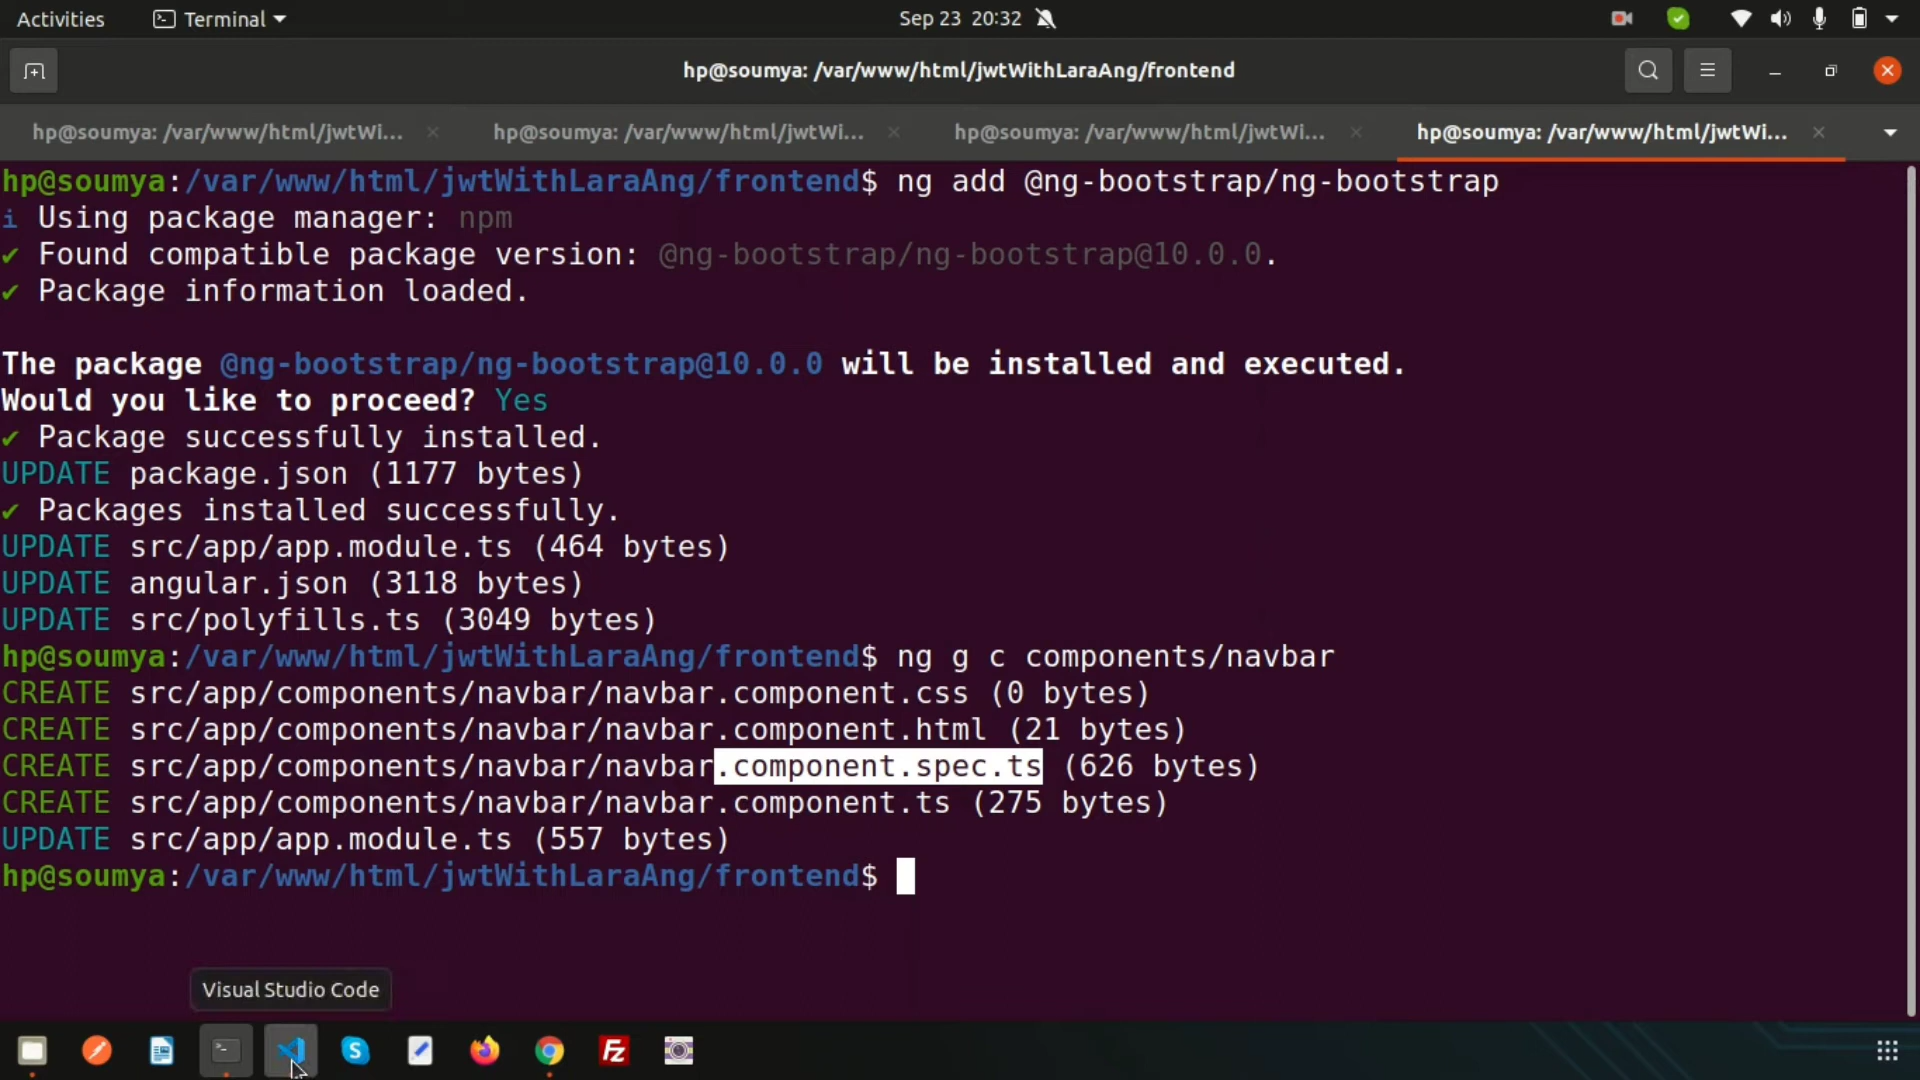 Activities
Terminal
Sep 23 20:32
hp@soumya: /var/www/html/jwtWithLaraAng/frontend
hp@soumya: /var/www/html/jwtWi...
hp@soumya: /var/www/html/jwtWi...
hp@soumya: /var/www/html/jwtWi...
hp@soumya: /var/www/html/jwtWi...
hp@soumya:/var/www/html/jwtWithLaraAng/frontend$ ng add @ng-bootstrap/ng-bootstrap
i Using package manager: npm
✔ Found compatible package version: @ng-bootstrap/ng-bootstrap@10.0.0.
✔ Package information loaded.
The package @ng-bootstrap/ng-bootstrap@10.0.0 will be installed and executed.
Would you like to proceed? Yes
✔ Package successfully installed.
UPDATE package.json (1177 bytes)
✔ Packages installed successfully.
UPDATE src/app/app.module.ts (464 bytes)
UPDATE angular.json (3118 bytes)
UPDATE src/polyfills.ts (3049 bytes)
hp@soumya:/var/www/html/jwtWithLaraAng/frontend$ ng g c components/navbar
CREATE src/app/components/navbar/navbar.component.css (0 bytes)
CREATE src/app/components/navbar/navbar.component.html (21 bytes)
CREATE src/app/components/navbar/navbar.component.spec.ts (626 bytes)
CREATE src/app/components/navbar/navbar.component.ts (275 bytes)
UPDATE src/app/app.module.ts (557 bytes)
hp@soumya:/var/www/html/jwtWithLaraAng/frontend$
Visual Studio Code